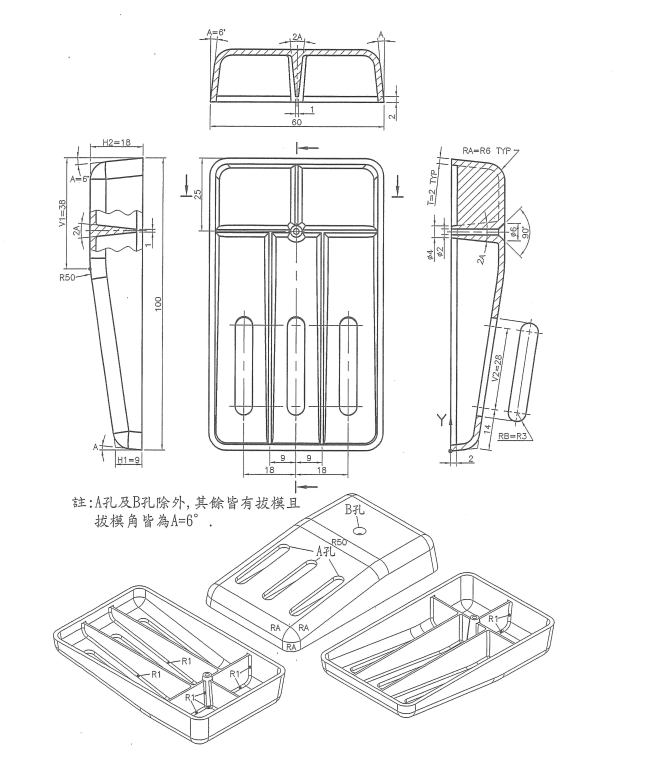 A=6°
2A
A
1
60
2
H2=18
A=6°
V1=38
2A
1
R50
100
A
H1=9
25
9
9
18
18
RA=R6 TYP
T=2 TYP
ø4
ø2
2A
ø6
90°
V2=28
Y
14
RB=R3
2
註:A孔及B孔除外,其餘皆有拔模且
拔模角皆為A=6°.
B孔
R50
A孔
RA
RA
RA
R1
R1
R1
R1
R1